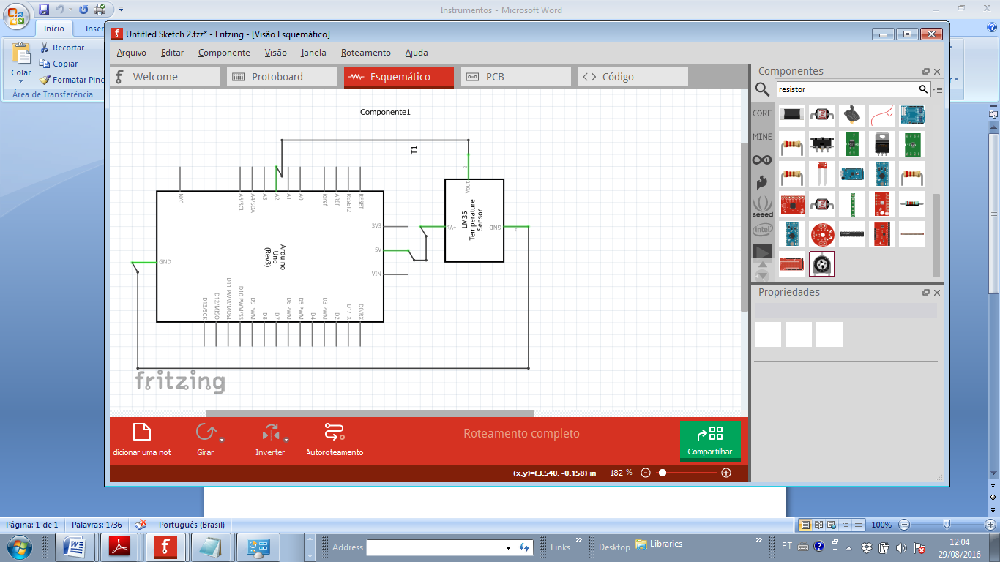 Instrumentos - Microsoft Word
Início
Inser
Recortar
Copiar
Formatar Pinc
Colar
Área de Transferência
Untitled Sketch 2.fzz* - Fritzing - [Visão Esquemático]
Arquivo Editar Componente Visão Janela Roteamento Ajuda
Welcome
Protoboard
Esquemático
PCB
Código
Componente1
T1
N/C
A5/SCL
A4/SDA
A3
A2
A1
A0
ioref
AREF
RESET2
RESET
3V3
5V
VIN
GND
Arduino
Uno
(Rev3)
D13/SCK
D12/MISO
D11 PWM/MOSI
D10 PWM/SS
D9 PWM
D8
D7
D6 PWM
D5 PWM
D4
D3 PWM
D2
D1/TX
D0/RX
2
Vout
LM35
Temperature
Sensor
+Vs
1
GND
3
fritzing
Componentes
resistor
CORE
MINE
seeed
intel
Propriedades
dicionar uma not
Girar
Inverter
Autoroteamento
Roteamento completo
Compartilhar
(x,y)=(3.540, -0.158) in
182 %
Página: 1 de 1
Palavras: 1/36
Português (Brasil)
100%
Address
Links
»
Desktop
Libraries
»
PT
12:04
29/08/2016